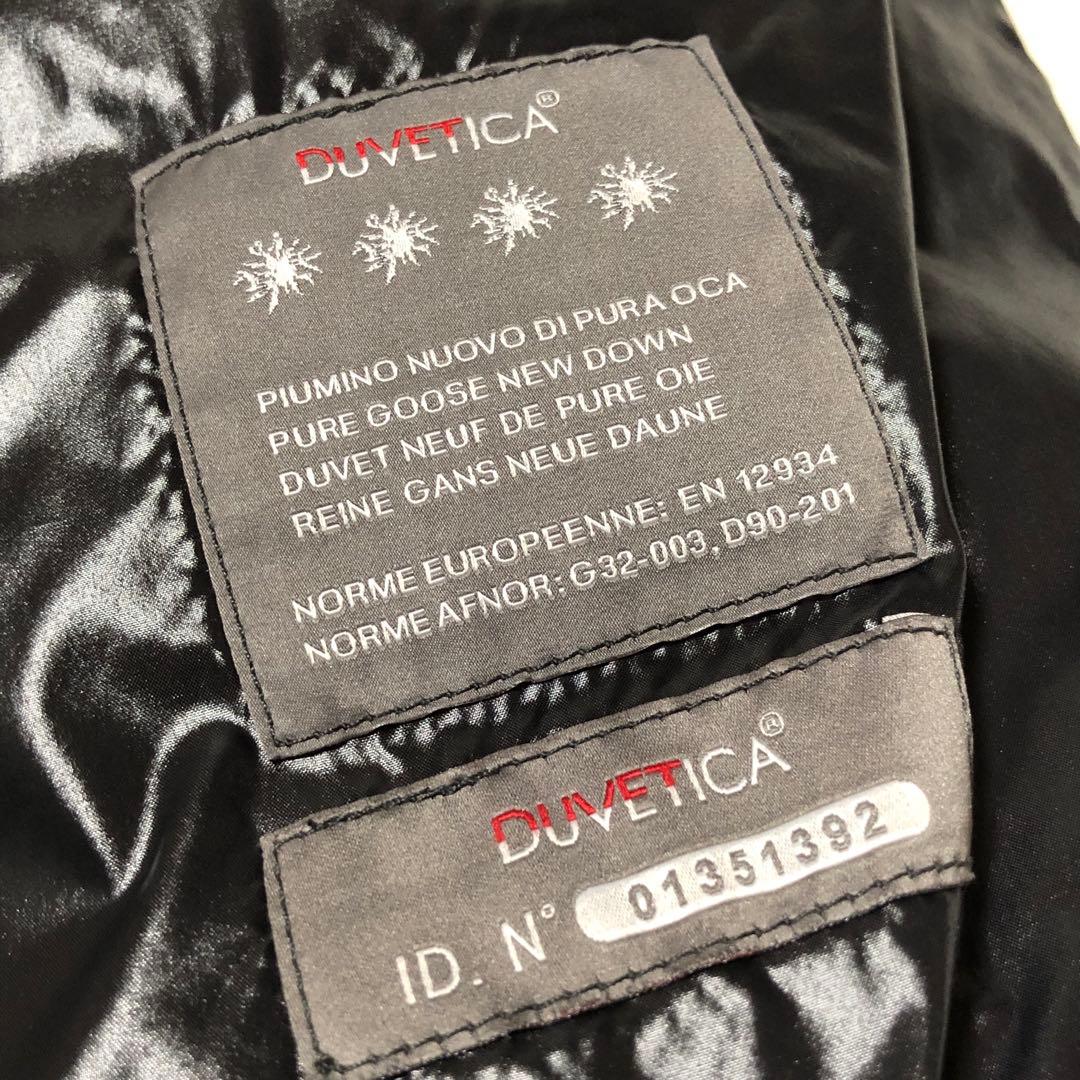 DUVETICA®
PIUMINO NUOVO DI PURA OCA
PURE GOOSE NEW DOWN
DUVET NEUF DE PURE OIE
REINE GANS NEUE DAUNE
NORME EUROPEENNE: EN 12934
NORME AFNOR: G32-003, D90-201
DUVETICA®
ID. N° 01351392